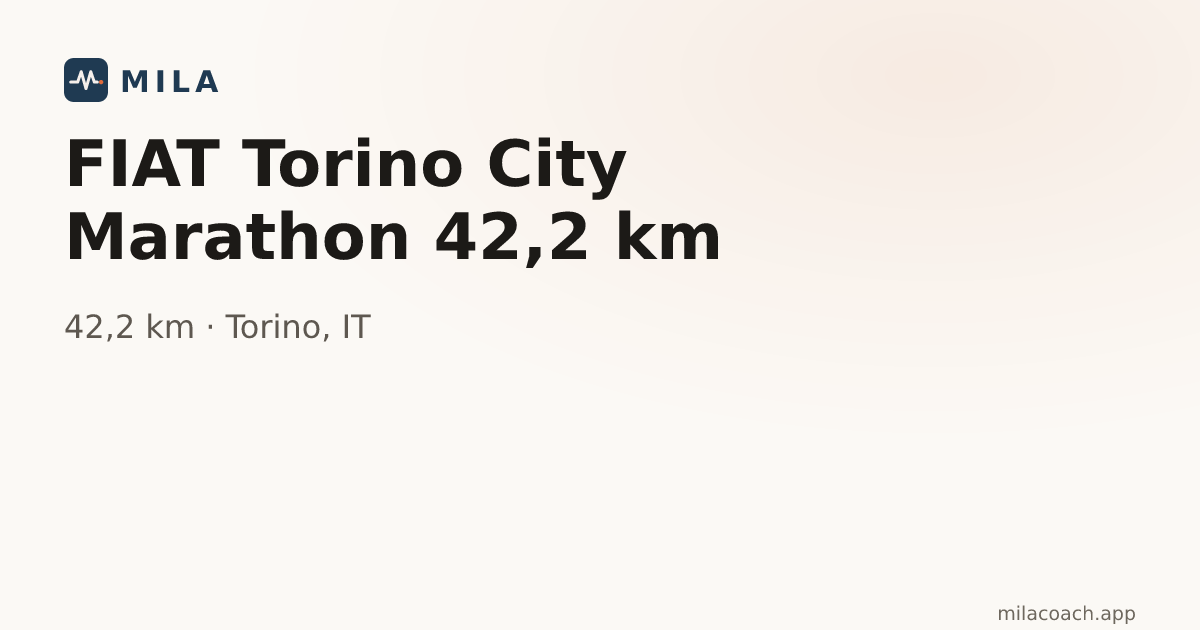 MILA
FIAT Torino City
Marathon 42,2 km
42,2 km · Torino, IT
milacoach.app